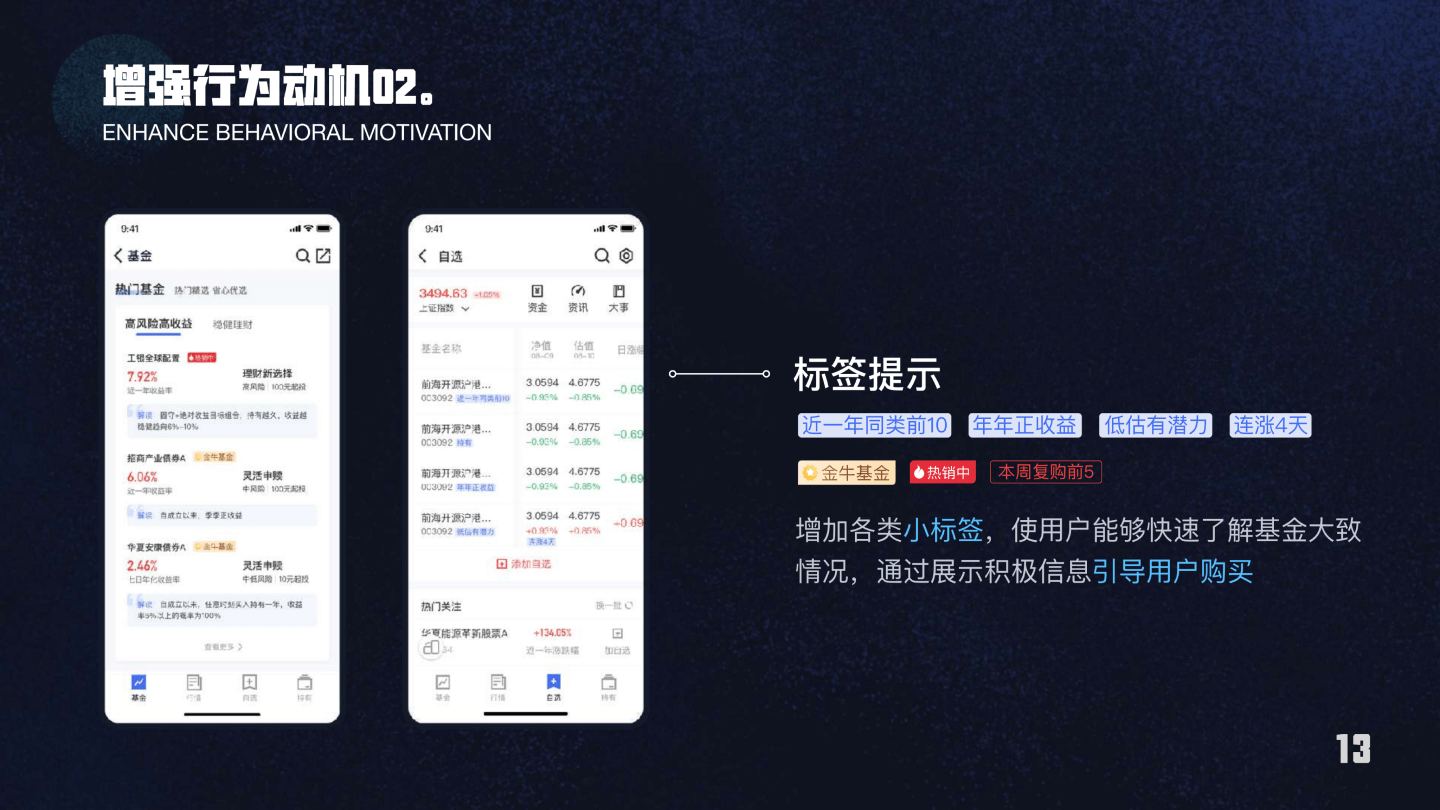 增强行为动机02。
ENHANCE BEHAVIORAL MOTIVATION
9:41
基金
热门基金 热门精选 省心优选
高风险高收益 稳健理财
工银全球配置 热销中
7.92% 理财新选择
近一年收益率 高风险 | 100元起投
解读 固守+绝对收益目标组合，持有越久、收益越
稳健趋向6%-10%
招商产业债券A 金牛基金
6.06% 灵活申赎
近一年收益率 中风险 | 100元起投
解读 自成立以来，季季正收益
华夏安康债券A 金牛基金
2.46% 灵活申赎
七日年化收益率 中低风险 | 10元起投
解读 自成立以来，任意时刻买入持有一年，收益
率5%以上的概率为100%
查看更多
基金 行情 自选 持有
9:41
自选
3494.63 +1.05% 资金 资讯 大事
上证指数
基金名称 净值 估值 日涨幅
08-09 08-10
前海开源沪港... 3.0594 4.6775 -0.69
003092 近一年同类前10 -0.93% -0.85%
前海开源沪港... 3.0594 4.6775 -0.69
003092 持有 -0.93% -0.85%
前海开源沪港... 3.0594 4.6775 -0.69
003092 年年正收益 -0.93% -0.85%
前海开源沪港... 3.0594 4.6775 +0.69
003092 低估有潜力 +0.93% +0.85%
连涨4天
添加自选
热门关注 换一批
华夏能源革新股票A +134.05%
34 近一年涨跌幅 加自选
基金 行情 自选 持有
标签提示
近一年同类前10 年年正收益 低估有潜力 连涨4天
金牛基金 热销中 本周复购前5
增加各类小标签，使用户能够快速了解基金大致
情况，通过展示积极信息引导用户购买
13